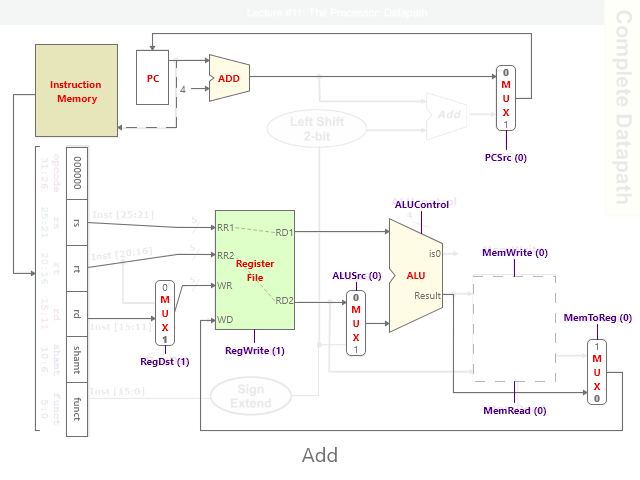 Lecture #11: The Processor: Datapath
Complete Datapath
Instruction
Memory
PC
4
ADD
Left Shift
2-bit
Add
0
M
U
X
1
PCSrc (0)
opcode
31:26
000000
rs
25:21
rs
rt
20:16
rt
rd
15:11
rd
shamt
10:6
shamt
funct
5:0
funct
Inst [25:21]
Inst [20:16]
Inst [15:11]
Inst [15:0]
5
5
5
0
M
U
X
1
RegDst (1)
RR1
RR2
WR
WD
Register
File
RD1
RD2
RegWrite (1)
Sign
Extend
ALUSrc (0)
0
M
U
X
1
ALUControl
4
ALU
is0
Result
MemWrite (0)
MemRead (0)
MemToReg (0)
1
M
U
X
0
Add